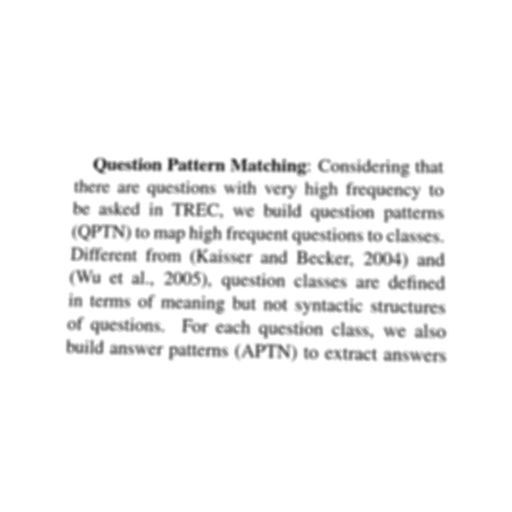 Question Pattern Matching: Considering that
there are questions with very high frequency to
be asked in TREC, we build question patterns
(QPTN) to map high frequent questions to classes.
Different from (Kaisser and Becker, 2004) and
(Wu et al., 2005), question classes are defined
in terms of meaning but not syntactic structures
of questions. For each question class, we also
build answer patterns (APTN) to extract answers